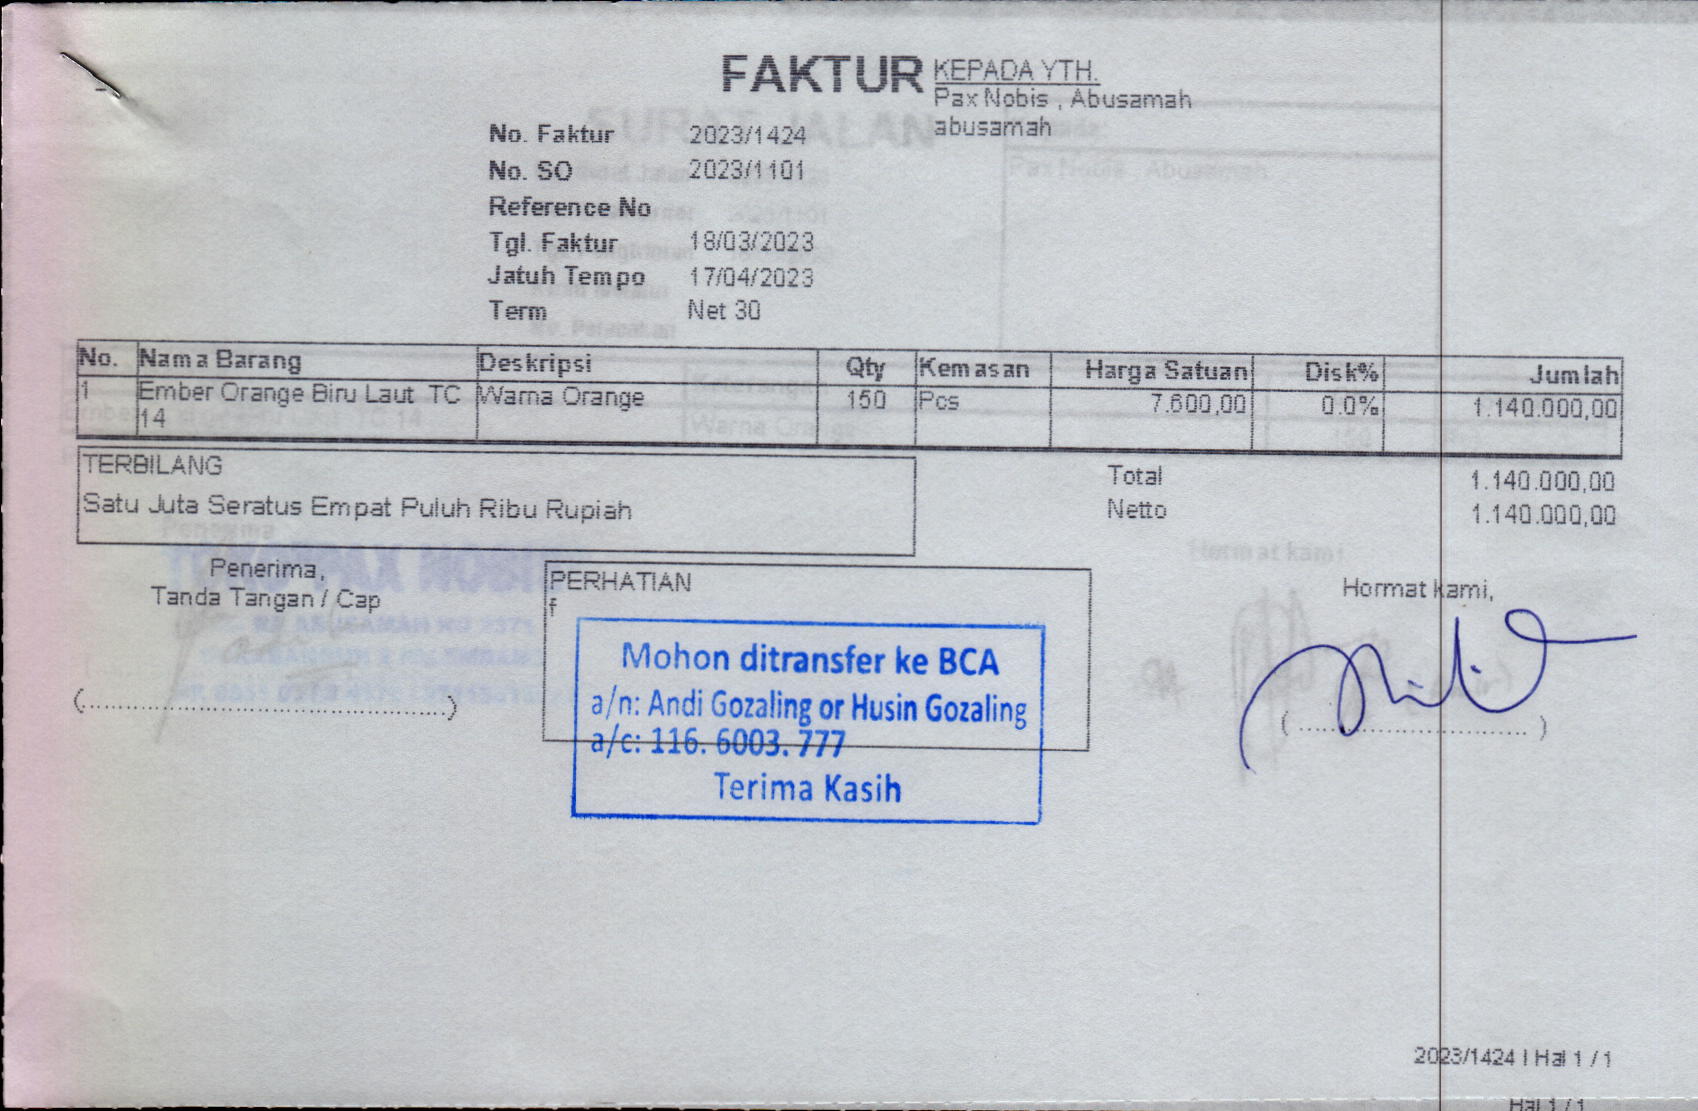 FAKTUR
KEPADA YTH.
Pax Nobis , Abusamah
abusamah
No. Faktur 2023/1424
No. SO 2023/1101
Reference No
Tgl. Faktur 18/03/2023
Jatuh Tempo 17/04/2023
Term Net 30
No. Nama Barang Deskripsi Qty Kemasan Harga Satuan Disk% Jumlah
1 Ember Orange Biru Laut TC Warna Orange 150 Pcs 7.600,00 0.0% 1.140.000,00
14
TERBILANG
Satu Juta Seratus Empat Puluh Ribu Rupiah
Total 1.140.000,00
Netto 1.140.000,00
Penerima,
Tanda Tangan / Cap
PERHATIAN
f
Mohon ditransfer ke BCA
a/n: Andi Gozaling or Husin Gozaling
a/c: 116. 6003. 777
Terima Kasih
Hormat kami,
2023/1424 | Hal 1 / 1
Hal 1 / 1